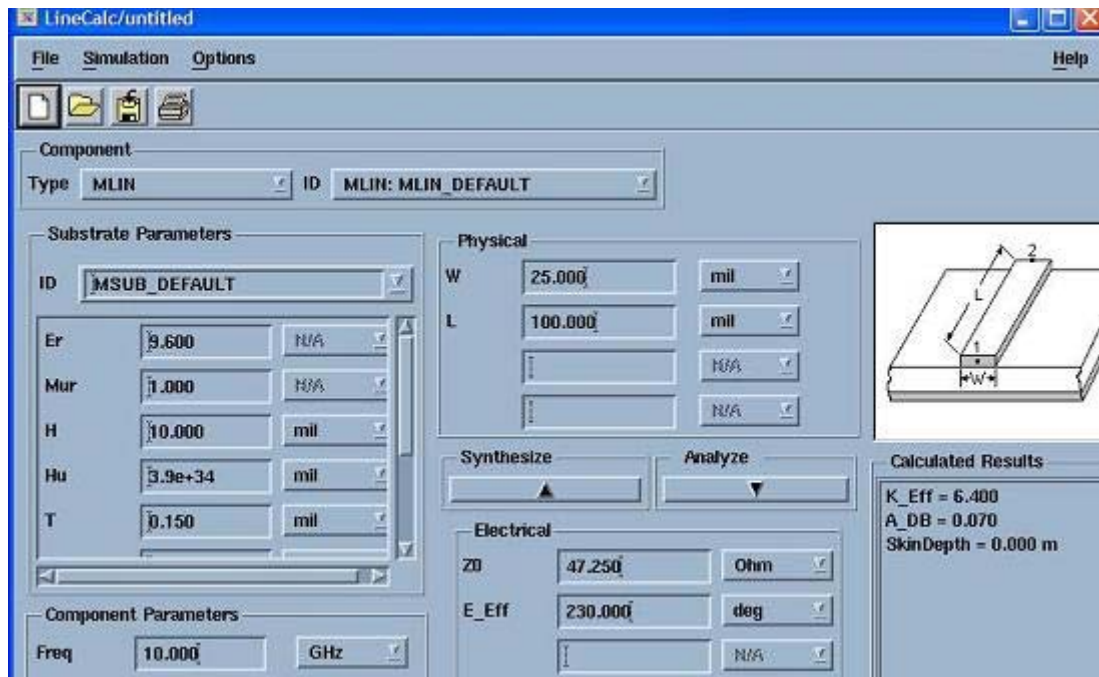 LineCalc/untitled
File Simulation Options Help
Component
Type MLIN ID MLIN: MLIN_DEFAULT
Substrate Parameters
ID MSUB_DEFAULT
Er 9.600 N/A
Mur 1.000 N/A
H 10.000 mil
Hu 3.9e+34 mil
T 0.150 mil
Component Parameters
Freq 10.000 GHz
Physical
W 25.000 mil
L 100.000 mil
N/A
N/A
Synthesize Analyze
Electrical
Z0 47.250 Ohm
E_Eff 230.000 deg
N/A
2
L
1
W
Calculated Results
K_Eff = 6.400
A_DB = 0.070
SkinDepth = 0.000 m